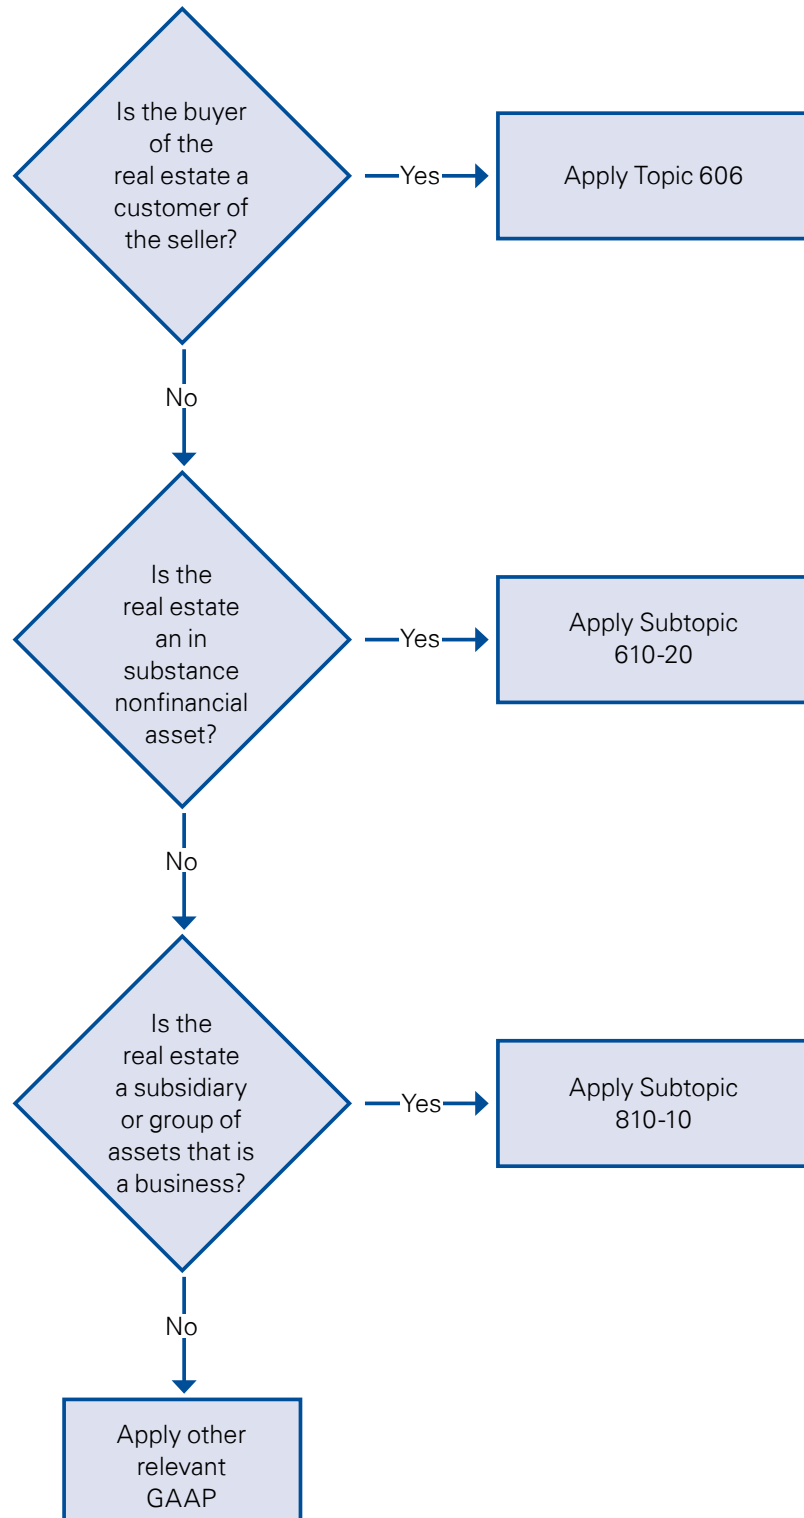 Is the buyer
of the
real estate a
customer of
the seller?
Yes
Apply Topic 606
No
Is the
real estate
an in
substance
nonfinancial
asset?
Yes
Apply Subtopic
610-20
No
Is the
real estate
a subsidiary
or group of
assets that is
a business?
Yes
Apply Subtopic
810-10
No
Apply other
relevant
GAAP